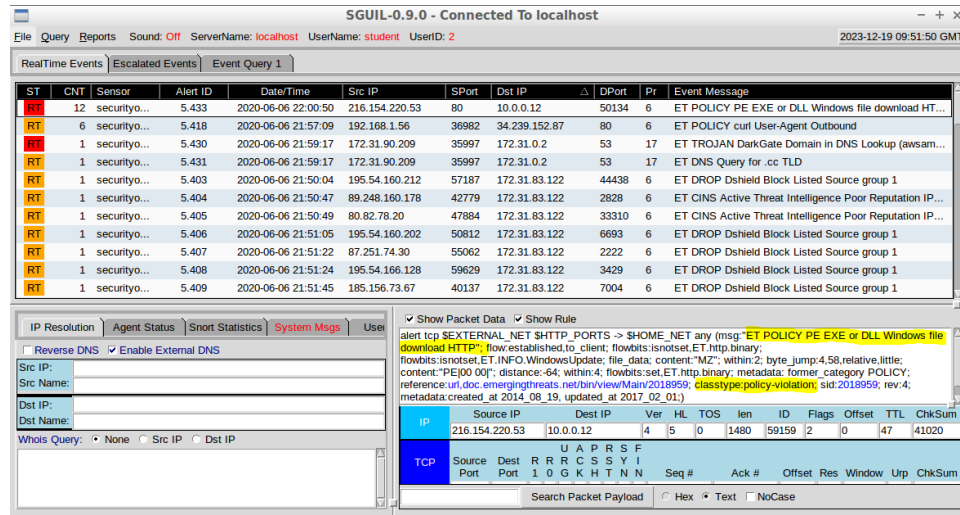 SGUIL-0.9.0 - Connected To localhost
File Query Reports Sound: Off ServerName: localhost UserName: student UserID: 2 2023-12-19 09:51:50 GMT
RealTime Events Escalated Events Event Query 1
ST CNT Sensor Alert ID Date/Time Src IP SPort Dst IP DPort Pr Event Message
RT 12 securityo... 5.433 2020-06-06 22:00:50 216.154.220.53 80 10.0.0.12 50134 6 ET POLICY PE EXE or DLL Windows file download HT...
RT 6 securityo... 5.418 2020-06-06 21:57:09 192.168.1.56 36982 34.239.152.87 80 6 ET POLICY curl User-Agent Outbound
RT 1 securityo... 5.430 2020-06-06 21:59:17 172.31.90.209 35997 172.31.0.2 53 17 ET TROJAN DarkGate Domain in DNS Lookup (awsam...
RT 1 securityo... 5.431 2020-06-06 21:59:17 172.31.90.209 35997 172.31.0.2 53 17 ET DNS Query for .cc TLD
RT 1 securityo... 5.403 2020-06-06 21:50:04 195.54.160.212 57187 172.31.83.122 44438 6 ET DROP Dshield Block Listed Source group 1
RT 1 securityo... 5.404 2020-06-06 21:50:47 89.248.160.178 42779 172.31.83.122 2828 6 ET CINS Active Threat Intelligence Poor Reputation IP...
RT 1 securityo... 5.405 2020-06-06 21:50:49 80.82.78.20 47884 172.31.83.122 33310 6 ET CINS Active Threat Intelligence Poor Reputation IP...
RT 1 securityo... 5.406 2020-06-06 21:51:05 195.54.160.202 50812 172.31.83.122 6693 6 ET DROP Dshield Block Listed Source group 1
RT 1 securityo... 5.407 2020-06-06 21:51:22 87.251.74.30 55062 172.31.83.122 2222 6 ET DROP Dshield Block Listed Source group 1
RT 1 securityo... 5.408 2020-06-06 21:51:24 195.54.166.128 59629 172.31.83.122 3429 6 ET DROP Dshield Block Listed Source group 1
RT 1 securityo... 5.409 2020-06-06 21:51:45 185.156.73.67 40137 172.31.83.122 7004 6 ET DROP Dshield Block Listed Source group 1
IP Resolution Agent Status Snort Statistics System Msgs User
Reverse DNS Enable External DNS
Src IP:
Src Name:
Dst IP:
Dst Name:
Whois Query: None Src IP Dst IP
Show Packet Data Show Rule
alert tcp $EXTERNAL_NET $HTTP_PORTS -> $HOME_NET any (msg:"ET POLICY PE EXE or DLL Windows file
download HTTP"; flow:established,to_client; flowbits:isnotset,ET.http.binary;
flowbits:isnotset,ET.INFO.WindowsUpdate; file_data; content:"MZ"; within:2; byte_jump:4,58,relative,little;
content:"PE|00 00|"; distance:-64; within:4; flowbits:set,ET.http.binary; metadata: former_category POLICY;
reference:url,doc.emergingthreats.net/bin/view/Main/2018959; classtype:policy-violation; sid:2018959; rev:4;
metadata:created_at 2014_08_19, updated_at 2017_02_01;)
IP Source IP Dest IP Ver HL TOS len ID Flags Offset TTL ChkSum
216.154.220.53 10.0.0.12 4 5 0 1480 59159 2 0 47 41020
U A P R S F
TCP Source Dest R R R C S S Y I
Port Port 1 0 G K H T N N Seq # Ack # Offset Res Window Urp ChkSum
Search Packet Payload Hex Text NoCase